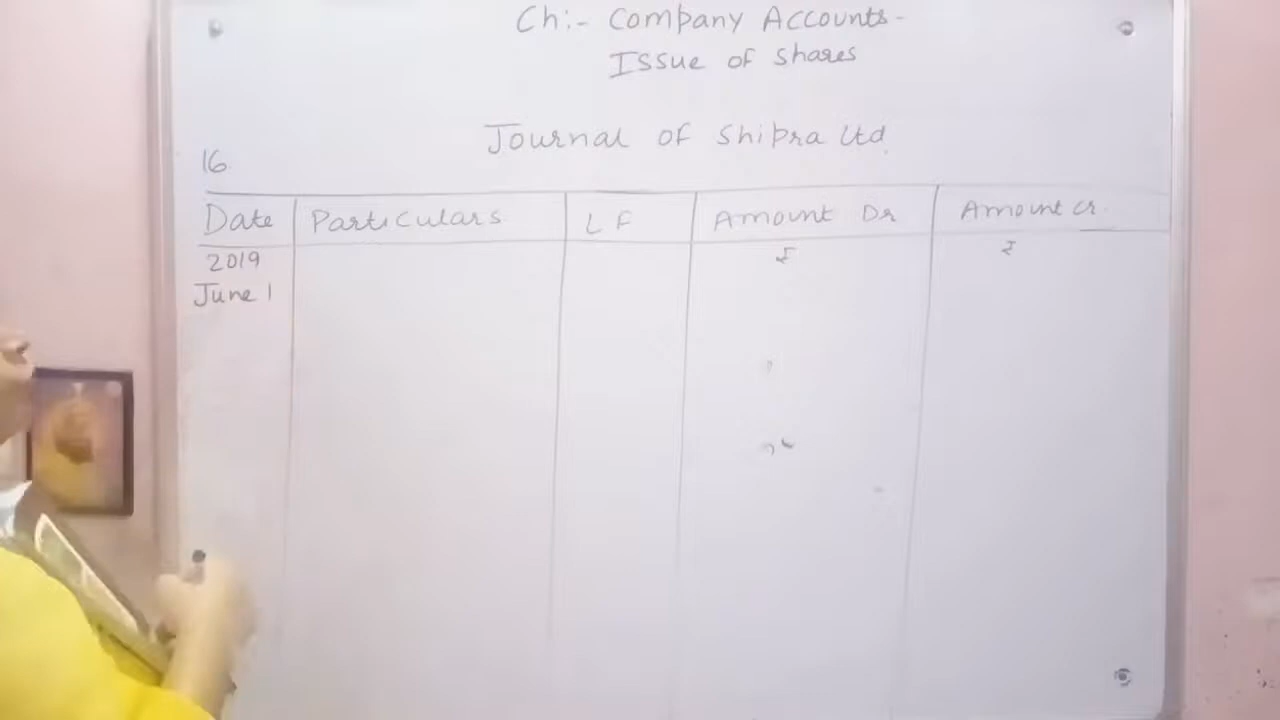 Ch:- Company Accounts-
Issue of Shares
Journal of Shipra Ltd.
16.
Date Particulars L F Amount Dr Amount Cr.
2019 ₹ ₹
June 1